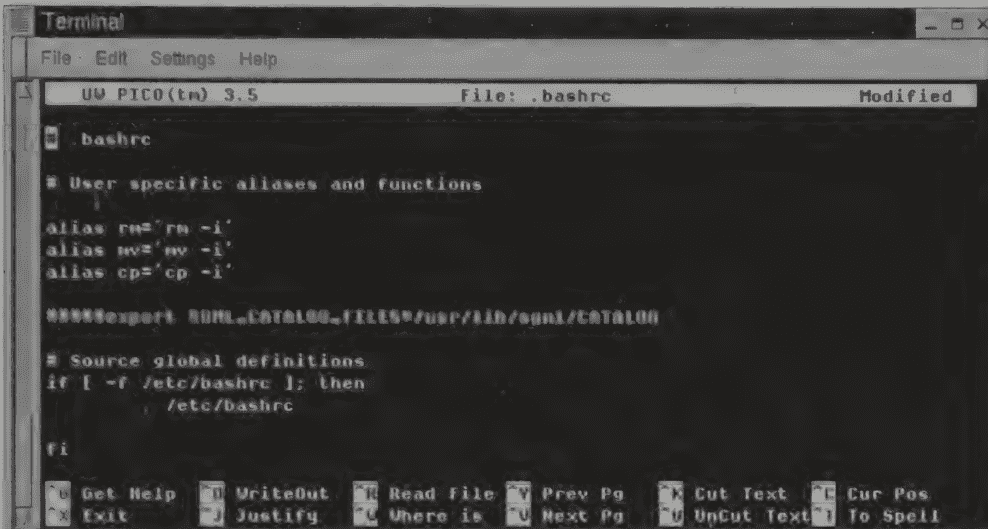 Terminal
File Edit Settings Help
UW PICO(tm) 3.5 File: .bashrc Modified
# .bashrc
# User specific aliases and functions
alias rm='rm -i'
alias mv='mv -i'
alias cp='cp -i'
#####export SGML_CATALOG_FILES=/usr/lib/sgml/CATALOG
# Source global definitions
if [ -f /etc/bashrc ]; then
/etc/bashrc
fi
^G Get Help ^O WriteOut ^R Read File ^Y Prev Pg ^K Cut Text ^C Cur Pos
^X Exit ^J Justify ^W Where is ^V Next Pg ^U UnCut Text ^T To Spell